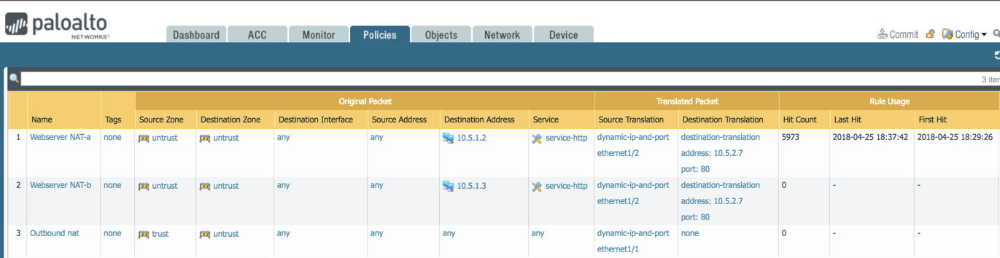 paloalto
NETWORKS
Dashboard ACC Monitor Policies Objects Network Device
Commit Config
Original Packet Translated Packet Rule Usage
Name Tags Source Zone Destination Zone Destination Interface Source Address Destination Address Service Source Translation Destination Translation Hit Count Last Hit First Hit
1 Webserver NAT-a none untrust untrust any any 10.5.1.2 service-http dynamic-ip-and-port destination-translation 5973 2018-04-25 18:37:42 2018-04-25 18:29:26
ethernet1/2 address: 10.5.2.7
port: 80
2 Webserver NAT-b none untrust untrust any any 10.5.1.3 service-http dynamic-ip-and-port destination-translation 0 - -
ethernet1/2 address: 10.5.2.7
port: 80
3 Outbound nat none trust untrust any any any any dynamic-ip-and-port none 0 - -
ethernet1/1